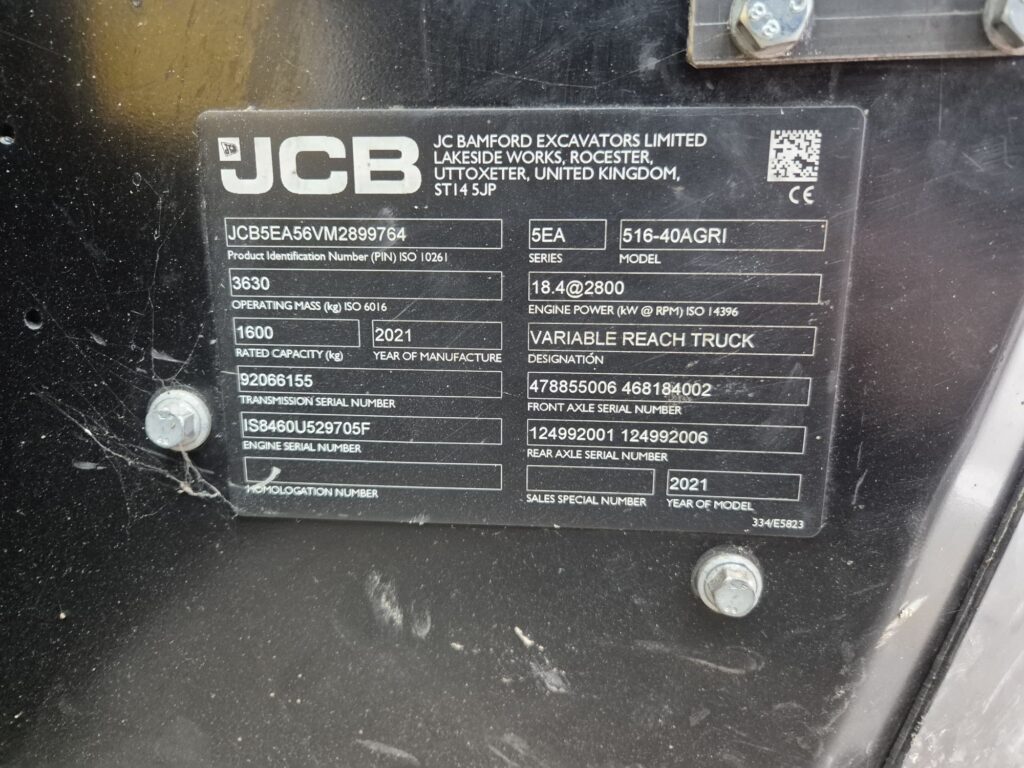 JCB
JC BAMFORD EXCAVATORS LIMITED
LAKESIDE WORKS, ROCESTER,
UTTOXETER, UNITED KINGDOM,
ST14 5JP
CE
JCB5EA56VM2899764
Product Identification Number (PIN) ISO 10261
5EA
SERIES
516-40AGRI
MODEL
3630
OPERATING MASS (kg) ISO 6016
18.4@2800
ENGINE POWER (kW @ RPM) ISO 14396
1600
RATED CAPACITY (kg)
2021
YEAR OF MANUFACTURE
VARIABLE REACH TRUCK
DESIGNATION
92066155
TRANSMISSION SERIAL NUMBER
478855006 468184002
FRONT AXLE SERIAL NUMBER
IS8460U529705F
ENGINE SERIAL NUMBER
124992001 124992006
REAR AXLE SERIAL NUMBER
HOMOLOGATION NUMBER
SALES SPECIAL NUMBER
2021
YEAR OF MODEL
334/E5823